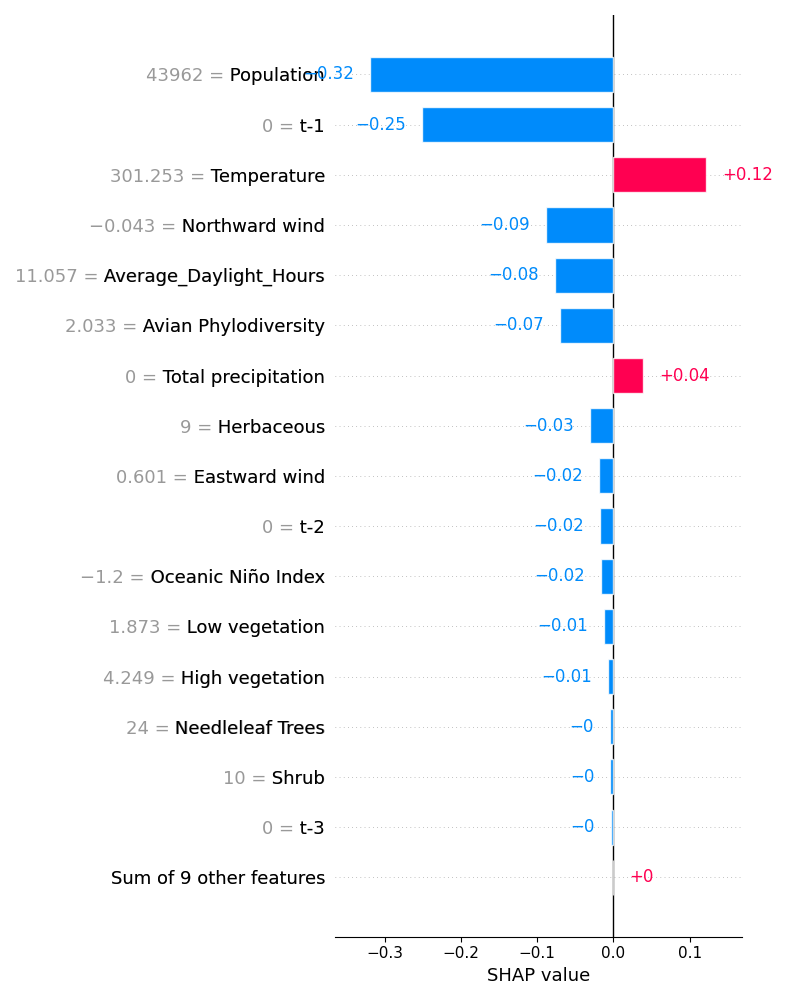 43962 = Population −0.32
0 = t-1 −0.25
301.253 = Temperature +0.12
−0.043 = Northward wind −0.09
11.057 = Average_Daylight_Hours −0.08
2.033 = Avian Phylodiversity −0.07
0 = Total precipitation +0.04
9 = Herbaceous −0.03
0.601 = Eastward wind −0.02
0 = t-2 −0.02
−1.2 = Oceanic Niño Index −0.02
1.873 = Low vegetation −0.01
4.249 = High vegetation −0.01
24 = Needleleaf Trees −0
10 = Shrub −0
0 = t-3 −0
Sum of 9 other features +0
−0.3 −0.2 −0.1 0.0 0.1
SHAP value